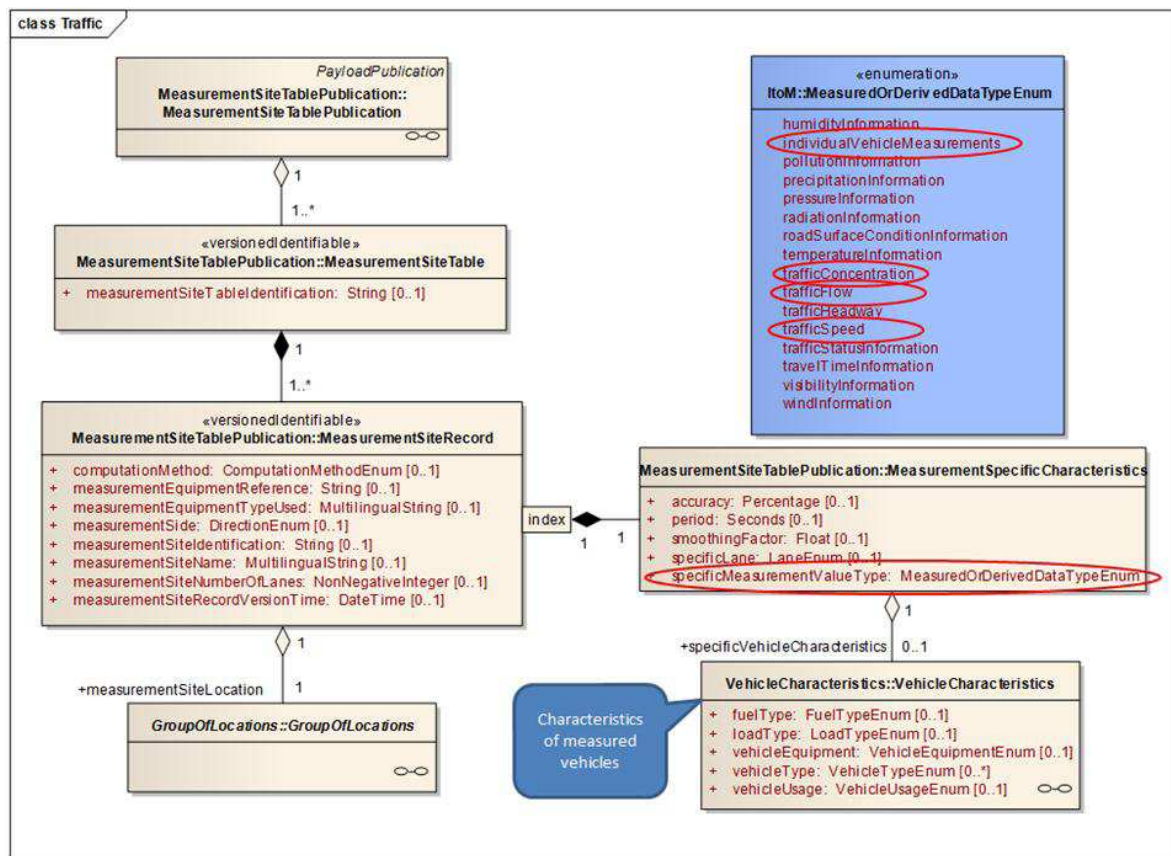 class Traffic
PayloadPublication
MeasurementSiteTablePublication::
MeasurementSiteTablePublication
1
1..*
«versionedIdentifiable»
MeasurementSiteTablePublication::MeasurementSiteTable
+ measurementSiteTableIdentification: String [0..1]
1
1..*
«versionedIdentifiable»
MeasurementSiteTablePublication::MeasurementSiteRecord
+ computationMethod: ComputationMethodEnum [0..1]
+ measurementEquipmentReference: String [0..1]
+ measurementEquipmentTypeUsed: MultilingualString [0..1]
+ measurementSide: DirectionEnum [0..1]
+ measurementSiteIdentification: String [0..1]
+ measurementSiteName: MultilingualString [0..1]
+ measurementSiteNumberOfLanes: NonNegativeInteger [0..1]
+ measurementSiteRecordVersionTime: DateTime [0..1]
index
1
1
1
+measurementSiteLocation
1
GroupOfLocations::GroupOfLocations
«enumeration»
ItoM::MeasuredOrDerivedDataTypeEnum
humidityInformation
individualVehicleMeasurements
pollutionInformation
precipitationInformation
pressureInformation
radiationInformation
roadSurfaceConditionInformation
temperatureInformation
trafficConcentration
trafficFlow
trafficHeadway
trafficSpeed
trafficStatusInformation
travelTimeInformation
visibilityInformation
windInformation
MeasurementSiteTablePublication::MeasurementSpecificCharacteristics
+ accuracy: Percentage [0..1]
+ period: Seconds [0..1]
+ smoothingFactor: Float [0..1]
+ specificLane: LaneEnum [0..1]
+ specificMeasurementValueType: MeasuredOrDerivedDataTypeEnum
1
+specificVehicleCharacteristics
0..1
VehicleCharacteristics::VehicleCharacteristics
+ fuelType: FuelTypeEnum [0..1]
+ loadType: LoadTypeEnum [0..1]
+ vehicleEquipment: VehicleEquipmentEnum [0..1]
+ vehicleType: VehicleTypeEnum [0..*]
+ vehicleUsage: VehicleUsageEnum [0..1]
Characteristics
of measured
vehicles